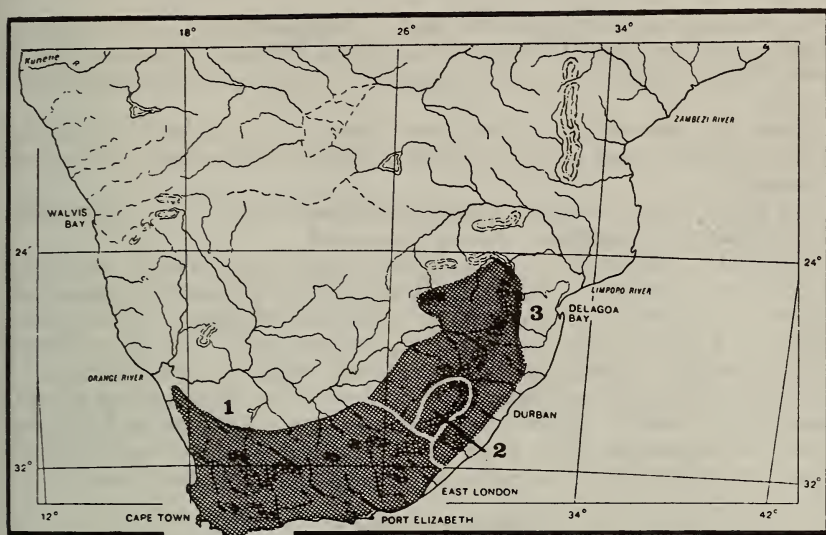 18°
26°
34°
Kunene
ZAMBEZI RIVER
WALVIS
BAY
24°
24°
3
LIMPOPO RIVER
DELAGOA
BAY
ORANGE RIVER
1
DURBAN
2
32°
32°
EAST LONDON
12°
CAPE TOWN
PORT ELIZABETH
34°
42°